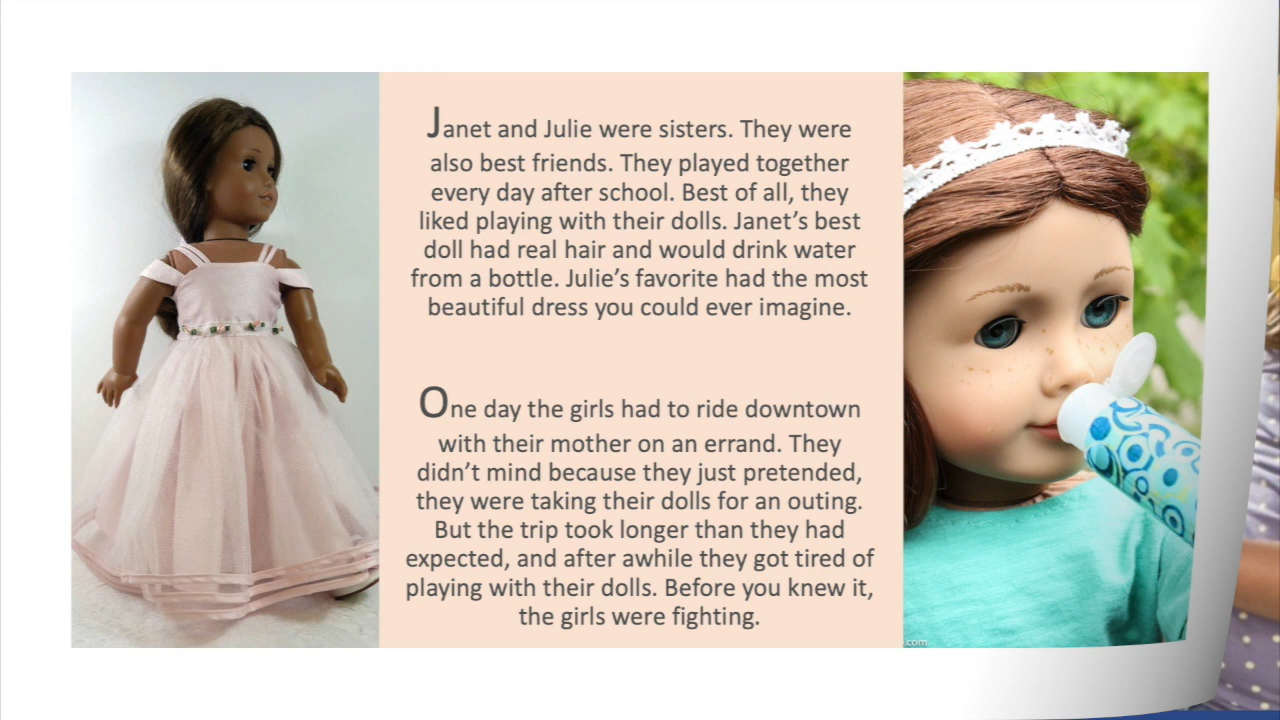 Janet and Julie were sisters. They were
also best friends. They played together
every day after school. Best of all, they
liked playing with their dolls. Janet's best
doll had real hair and would drink water
from a bottle. Julie's favorite had the most
beautiful dress you could ever imagine.
One day the girls had to ride downtown
with their mother on an errand. They
didn't mind because they just pretended,
they were taking their dolls for an outing.
But the trip took longer than they had
expected, and after awhile they got tired of
playing with their dolls. Before you knew it,
the girls were fighting.
.com